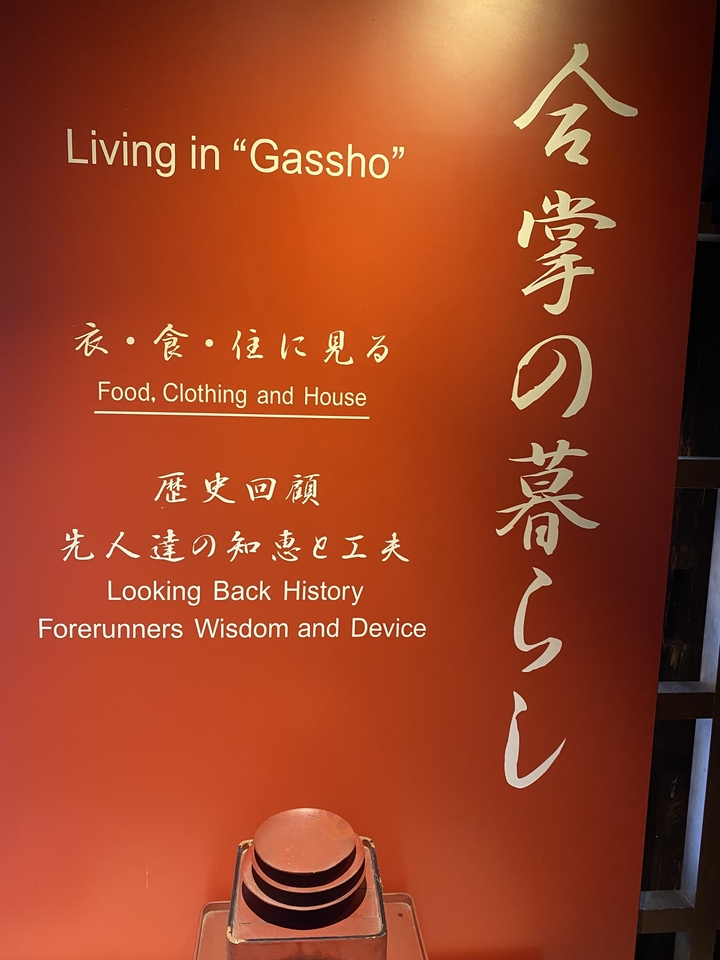 合掌の暮らし
Living in “Gassho”
衣・食・住に見る
Food, Clothing and House
歴史回顧
先人達の知恵と工夫
Looking Back History
Forerunners Wisdom and Device